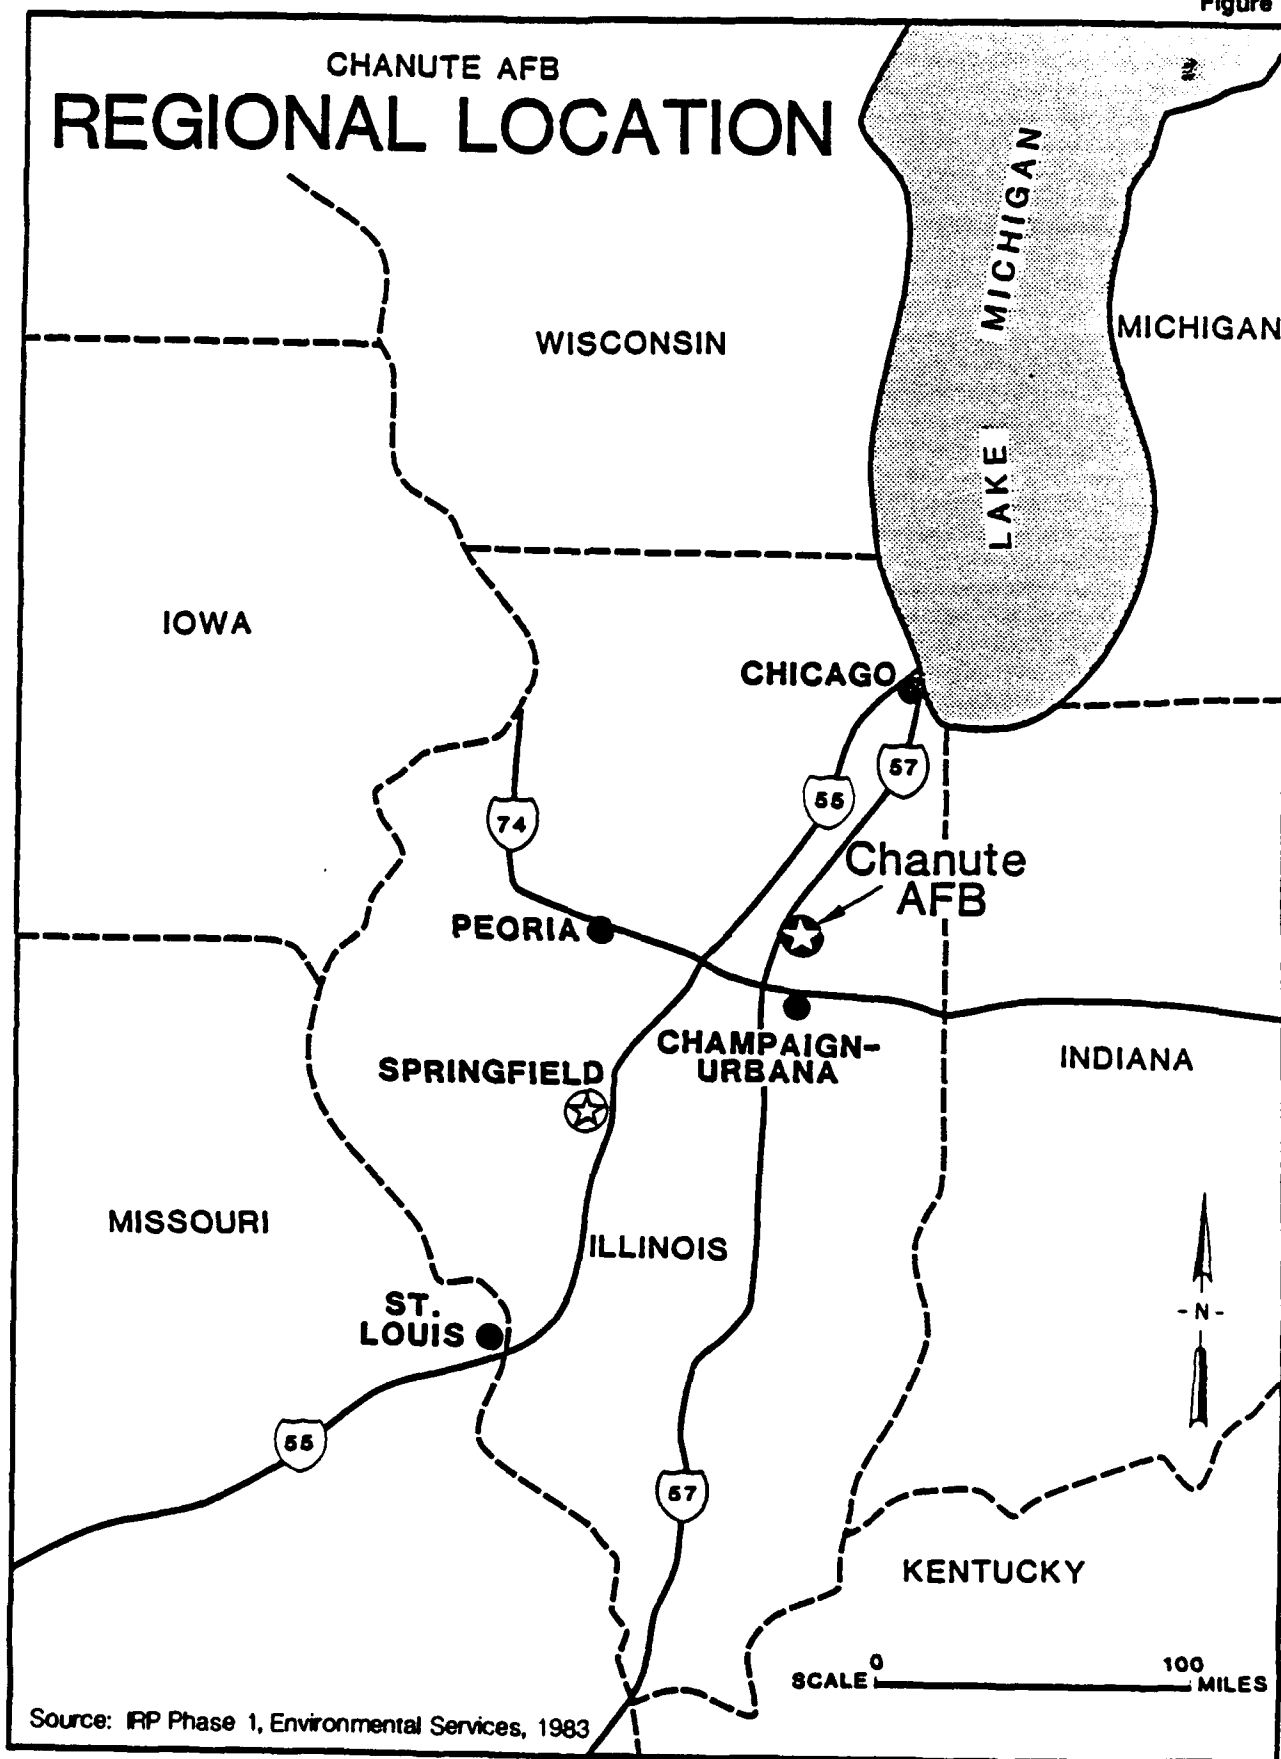 Figure
CHANUTE AFB
REGIONAL LOCATION
LAKE MICHIGAN
WISCONSIN
MICHIGAN
IOWA
CHICAGO
57
55
74
Chanute
AFB
PEORIA
CHAMPAIGN-
URBANA
SPRINGFIELD
INDIANA
MISSOURI
ILLINOIS
ST.
LOUIS
-N-
55
57
KENTUCKY
0 100
SCALE MILES
Source: IRP Phase 1, Environmental Services, 1983